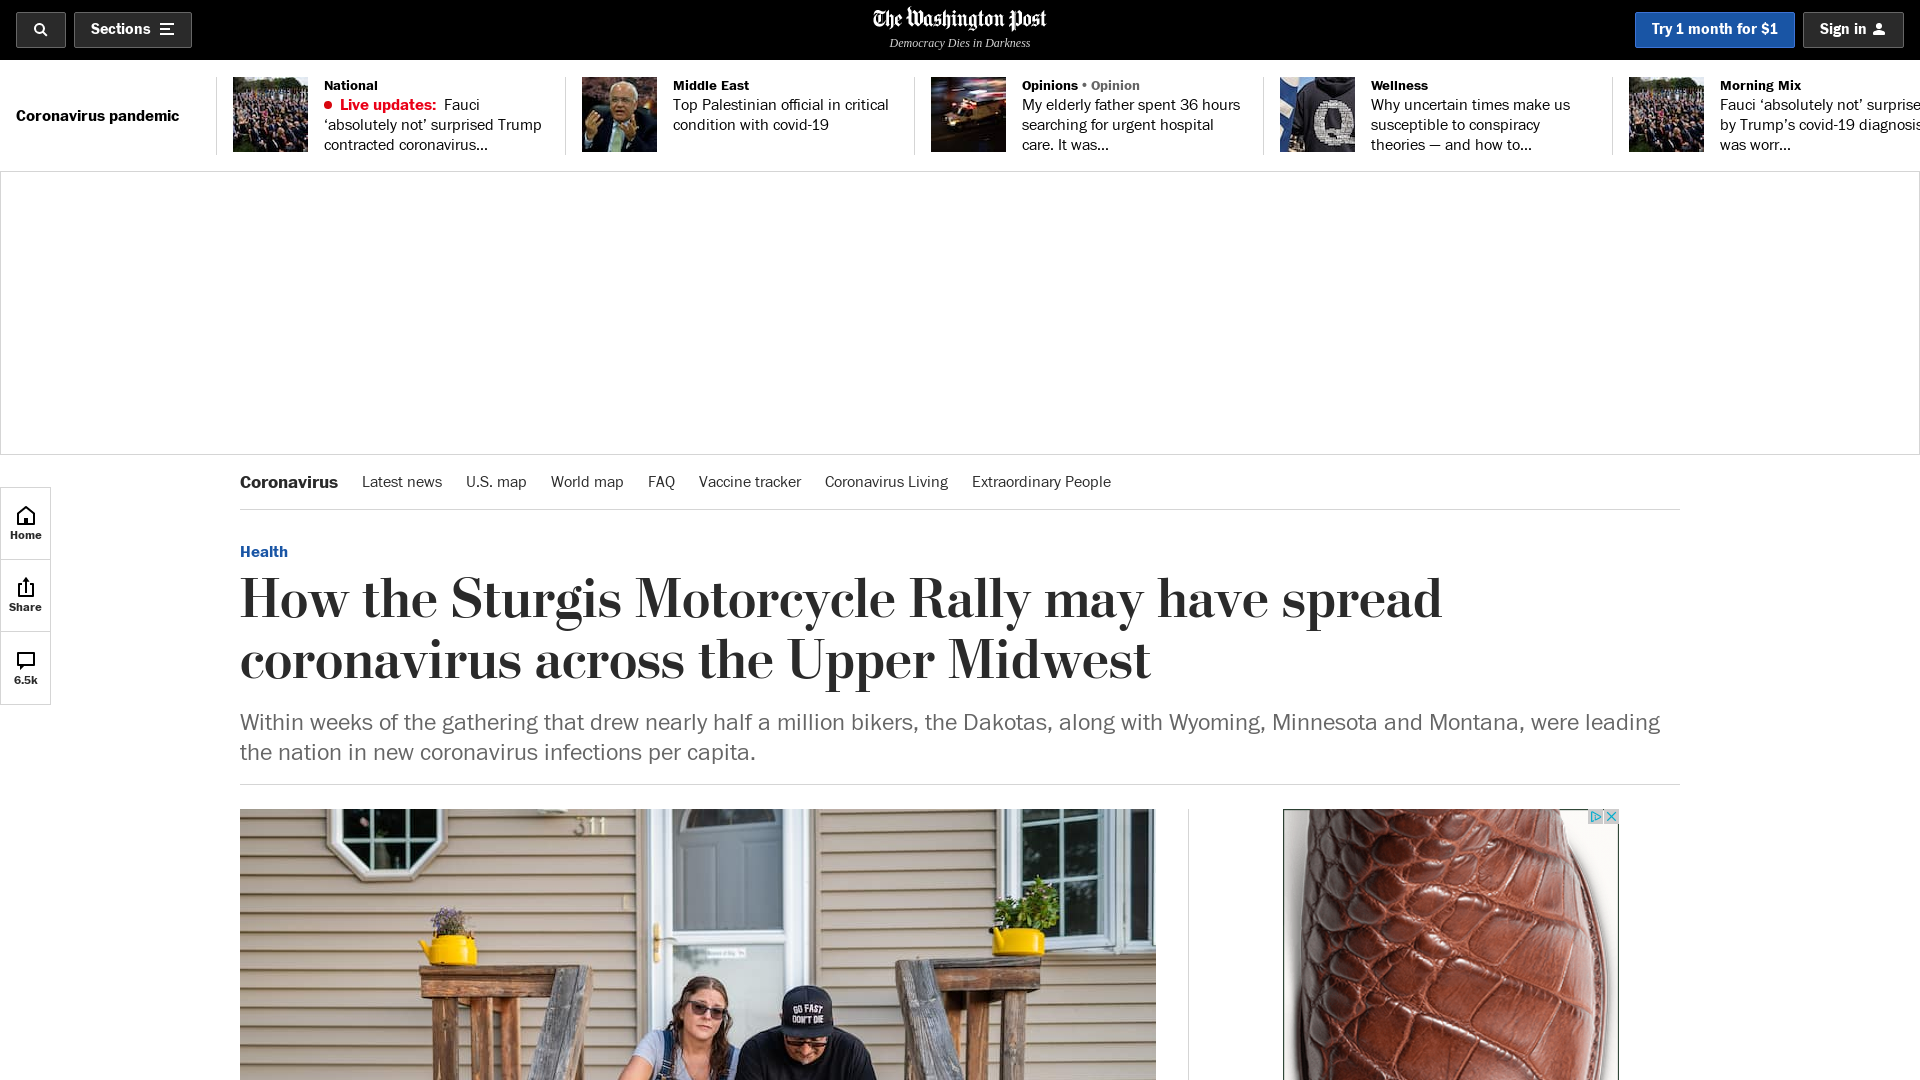 Sections
The Washington Post
Democracy Dies in Darkness
Try 1 month for $1
Sign in
Coronavirus pandemic
National
Live updates: Fauci
‘absolutely not’ surprised Trump
contracted coronavirus...
Middle East
Top Palestinian official in critical
condition with covid-19
Opinions • Opinion
My elderly father spent 36 hours
searching for urgent hospital
care. It was...
Wellness
Why uncertain times make us
susceptible to conspiracy
theories — and how to...
Morning Mix
Fauci ‘absolutely not’ surprise
by Trump’s covid-19 diagnosis
was worr...
Coronavirus
Latest news
U.S. map
World map
FAQ
Vaccine tracker
Coronavirus Living
Extraordinary People
Home
Share
6.5k
Health
How the Sturgis Motorcycle Rally may have spread
coronavirus across the Upper Midwest
Within weeks of the gathering that drew nearly half a million bikers, the Dakotas, along with Wyoming, Minnesota and Montana, were leading
the nation in new coronavirus infections per capita.
311
GO FAST
DON'T DIE
Q